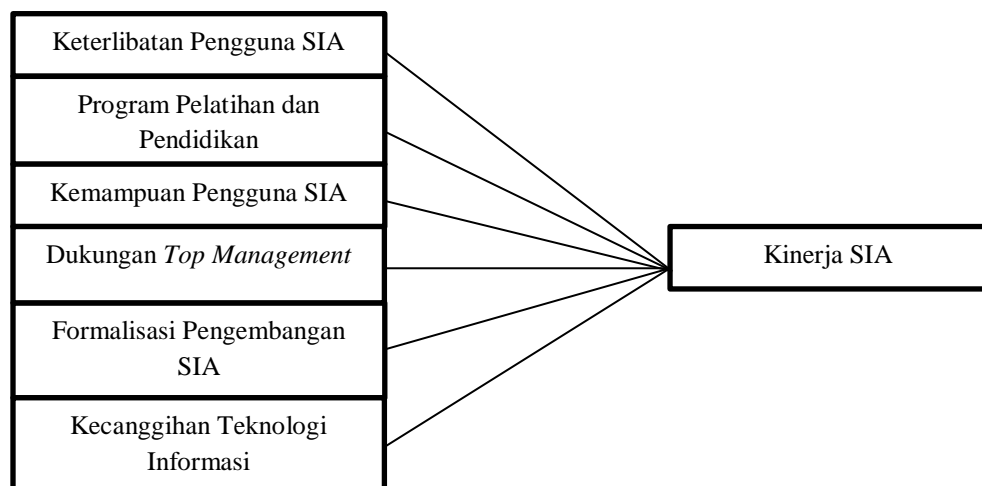 Keterlibatan Pengguna SIA
Program Pelatihan dan
Pendidikan
Kemampuan Pengguna SIA
Dukungan Top Management
Formalisasi Pengembangan
SIA
Kecanggihan Teknologi
Informasi
Kinerja SIA